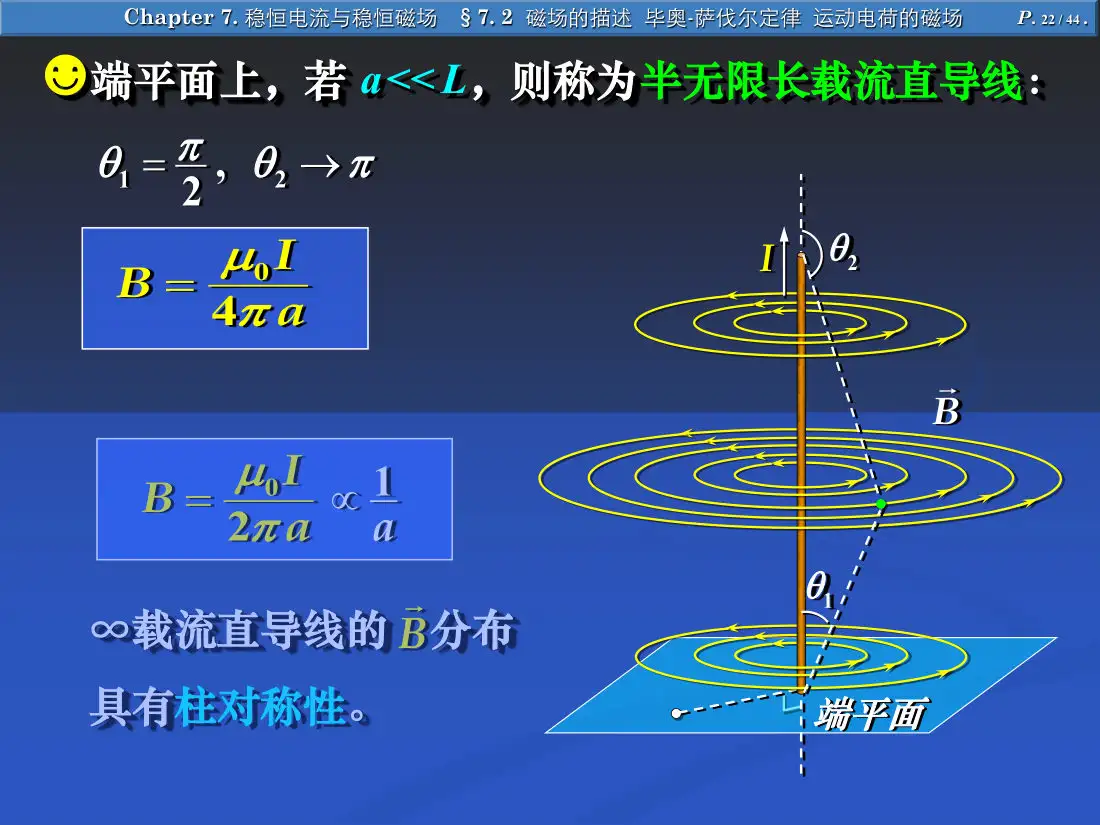 Chapter 7. 稳恒电流与稳恒磁场 §7. 2 磁场的描述 毕奥-萨伐尔定律 运动电荷的磁场 P. 22 / 44 .
端平面上，若 a<<L，则称为半无限长载流直导线：
θ₁ = π/2 , θ₂ → π
B = μ₀I / 4πa
I
θ₂
B⃗
B = μ₀I / 2πa ∝ 1/a
θ₁
∞载流直导线的 B⃗ 分布
具有柱对称性。
端平面